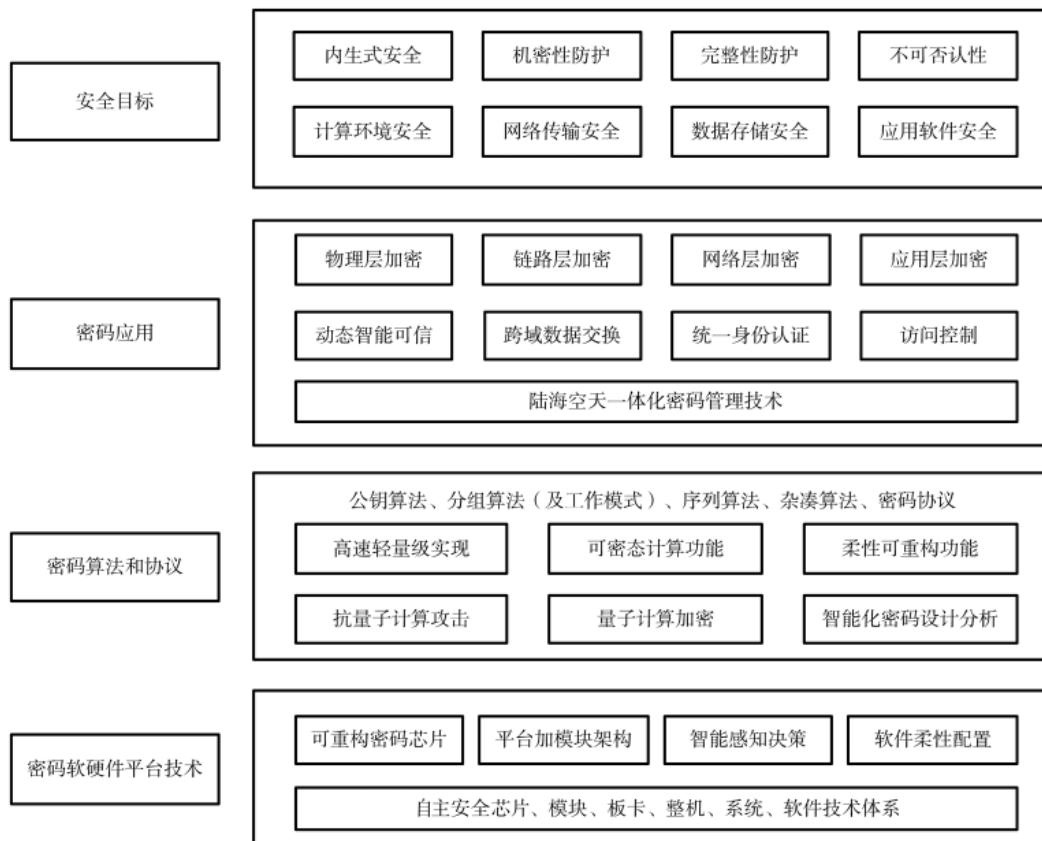 内生式安全 机密性防护 完整性防护 不可否认性
安全目标
计算环境安全 网络传输安全 数据存储安全 应用软件安全
物理层加密 链路层加密 网络层加密 应用层加密
密码应用
动态智能可信 跨域数据交换 统一身份认证 访问控制
陆海空天一体化密码管理技术
公钥算法、分组算法（及工作模式）、序列算法、杂凑算法、密码协议
高速轻量级实现 可密态计算功能 柔性可重构功能
密码算法和协议
抗量子计算攻击 量子计算加密 智能化密码设计分析
可重构密码芯片 平台加模块架构 智能感知决策 软件柔性配置
密码软硬件平台技术
自主安全芯片、模块、板卡、整机、系统、软件技术体系